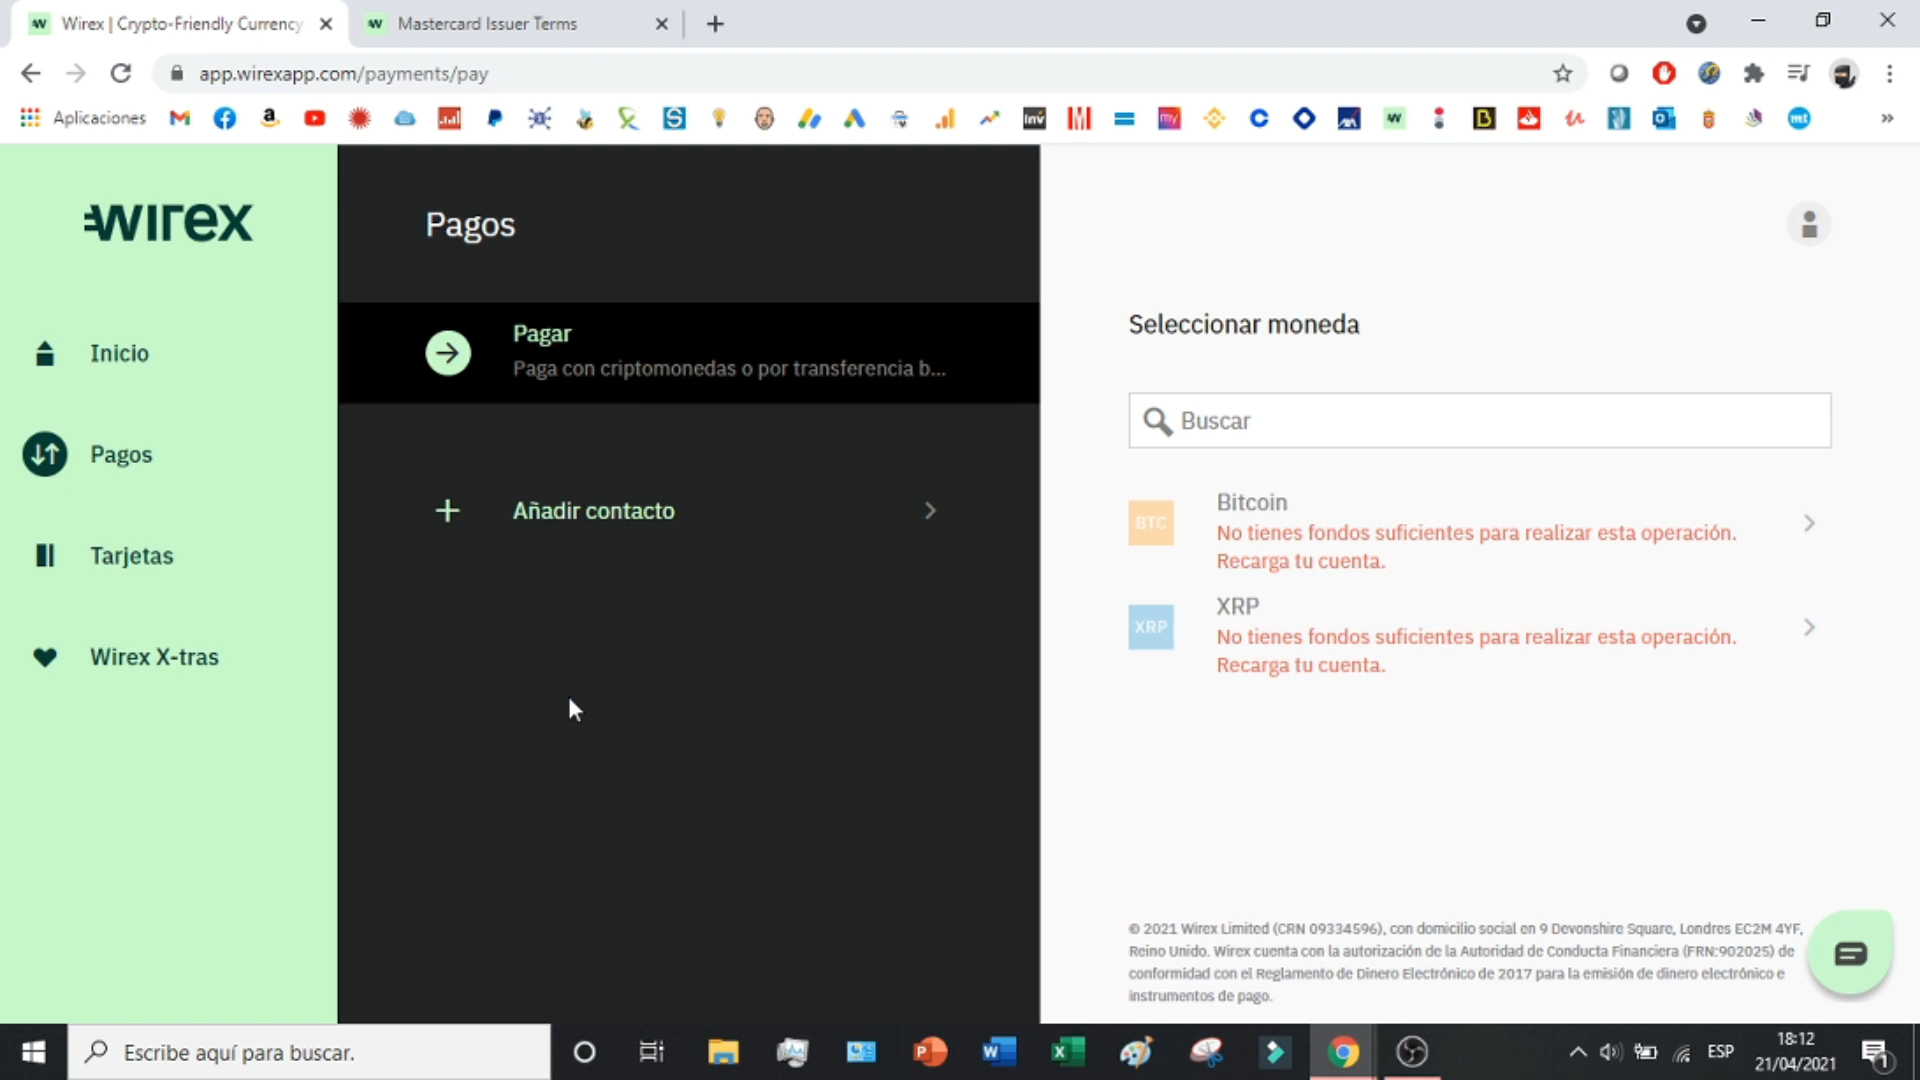 Wirex | Crypto-Friendly Currency
Mastercard Issuer Terms
app.wirexapp.com/payments/pay
Aplicaciones
wirex
Inicio
Pagos
Tarjetas
Wirex X-tras
Pagos
Pagar
Paga con criptomonedas o por transferencia b...
Añadir contacto
Seleccionar moneda
Buscar
BTC
Bitcoin
No tienes fondos suficientes para realizar esta operación.
Recarga tu cuenta.
XRP
XRP
No tienes fondos suficientes para realizar esta operación.
Recarga tu cuenta.
© 2021 Wirex Limited (CRN 09334596), con domicilio social en 9 Devonshire Square, Londres EC2M 4YF,
Reino Unido. Wirex cuenta con la autorización de la Autoridad de Conducta Financiera (FRN:902025) de
conformidad con el Reglamento de Dinero Electrónico de 2017 para la emisión de dinero electrónico e
instrumentos de pago.
Escribe aquí para buscar.
ESP
18:12
21/04/2021
1